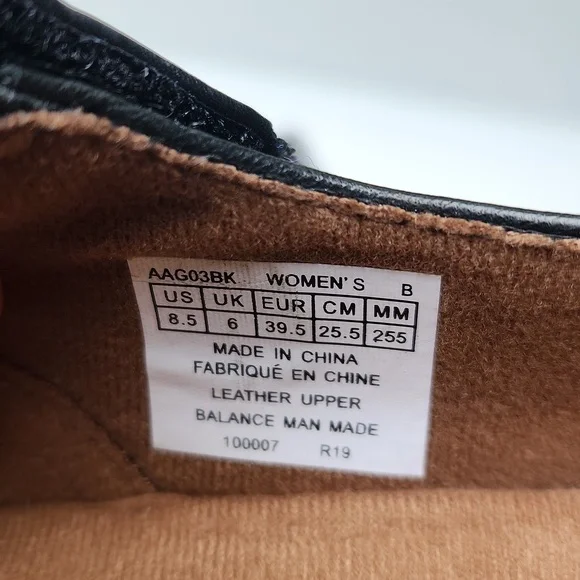 AAG03BK WOMEN'S B
US UK EUR CM MM
8.5 6 39.5 25.5 255
MADE IN CHINA
FABRIQUÉ EN CHINE
LEATHER UPPER
BALANCE MAN MADE
100007 R19